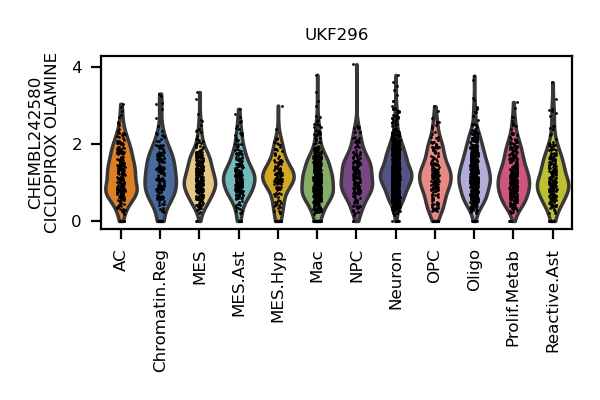 UKF296
CHEMBL242580
CICLOPIROX OLAMINE
4
2
0
AC
Chromatin.Reg
MES
MES.Ast
MES.Hyp
Mac
NPC
Neuron
OPC
Oligo
Prolif.Metab
Reactive.Ast